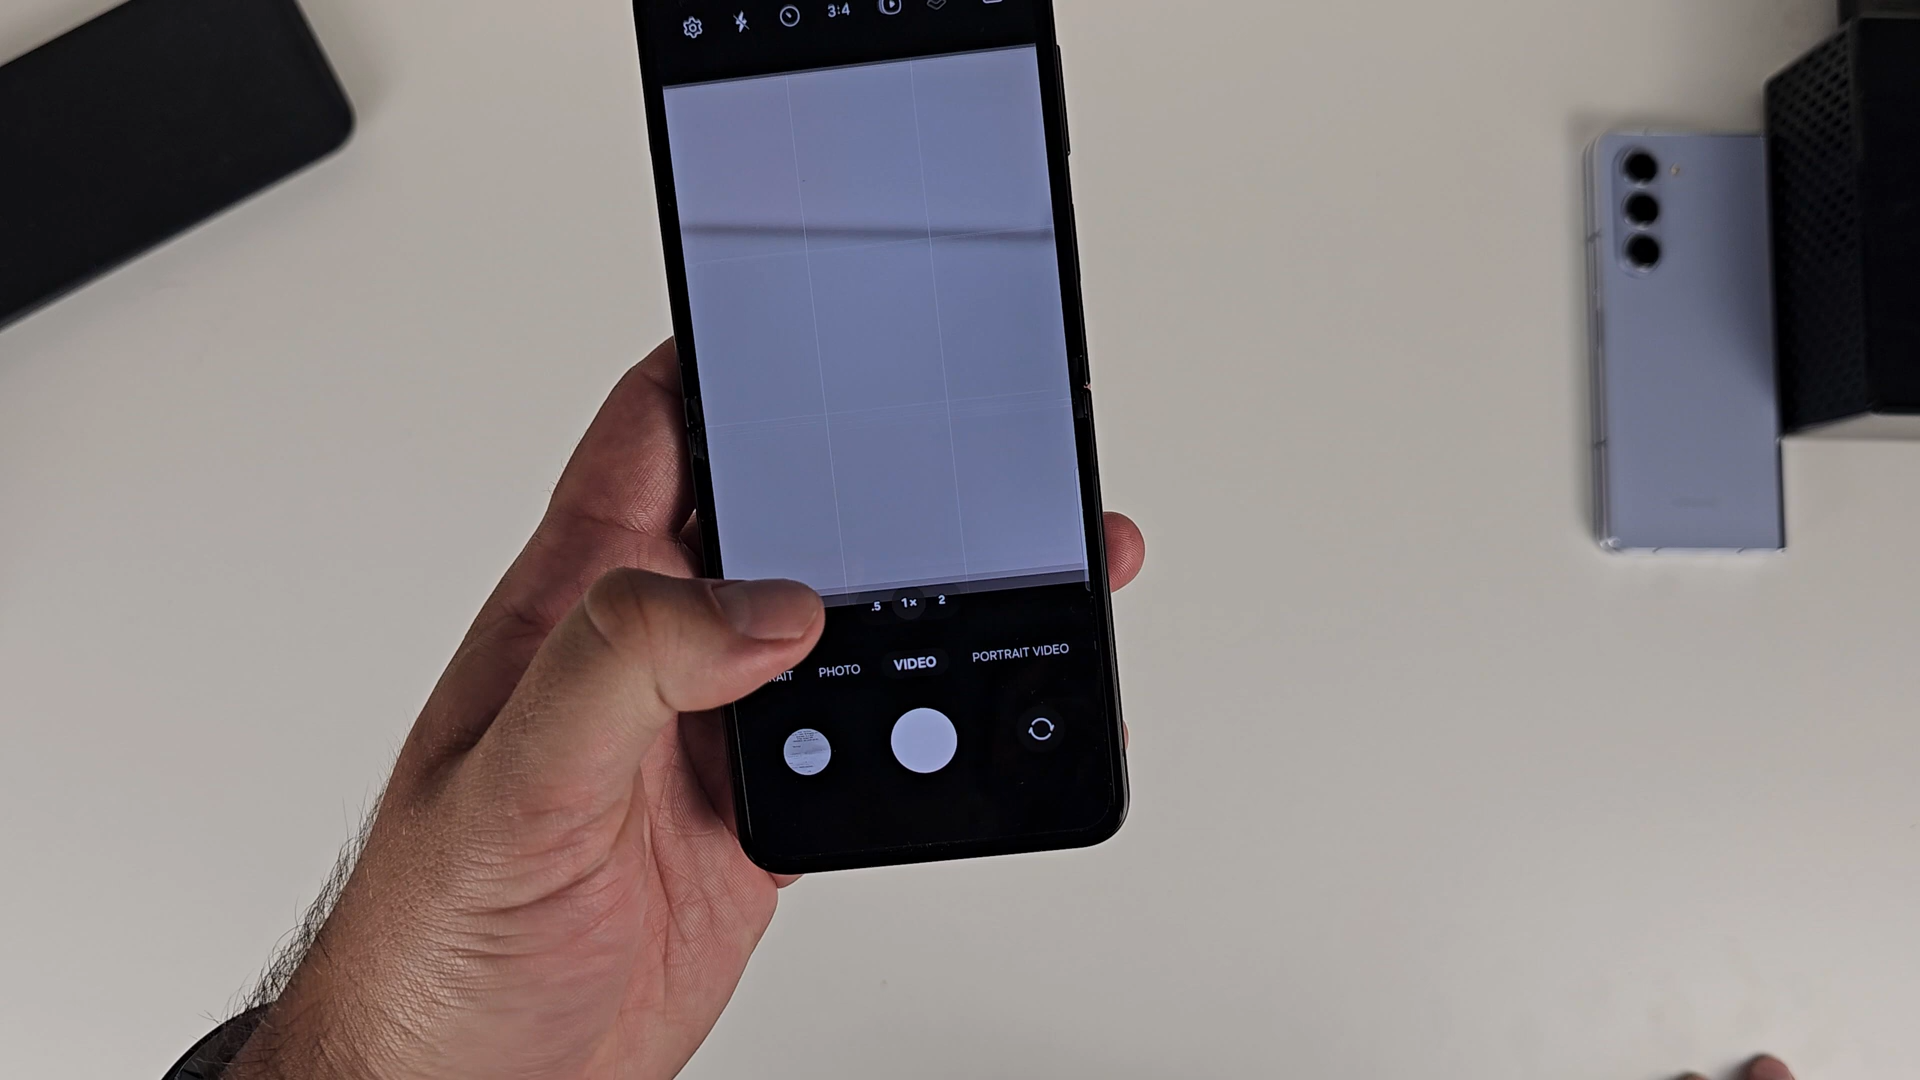 3:4
.5 1× 2
RAIT PHOTO VIDEO PORTRAIT VIDEO